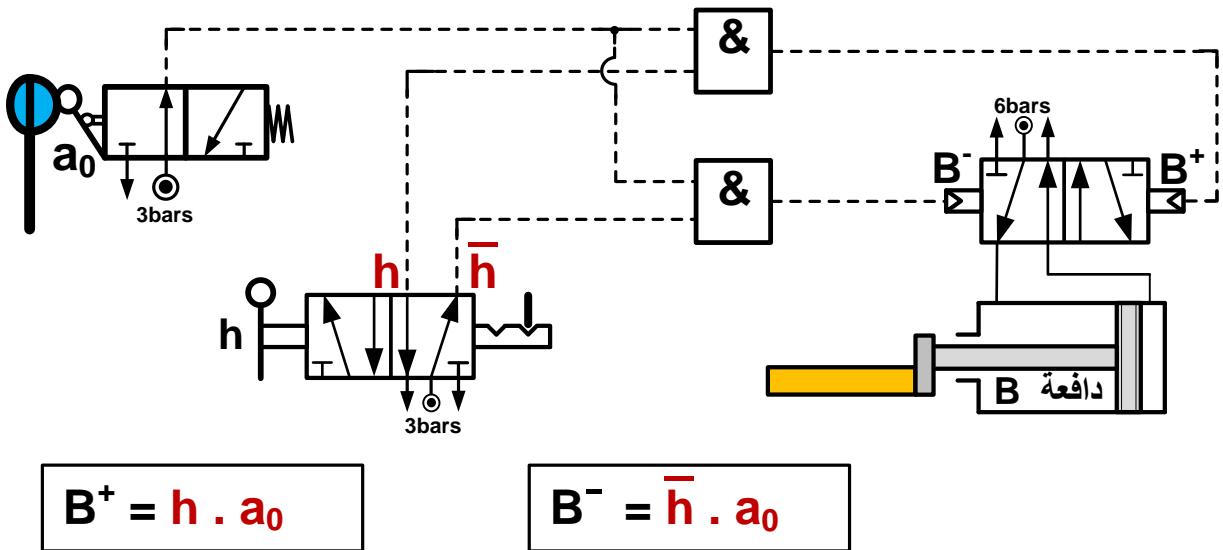 &
6bars
a₀
3bars
B⁻
&
B⁺
h
h̅
h
3bars
B دافعة
B⁺ = h . a₀
B⁻ = h̅ . a₀